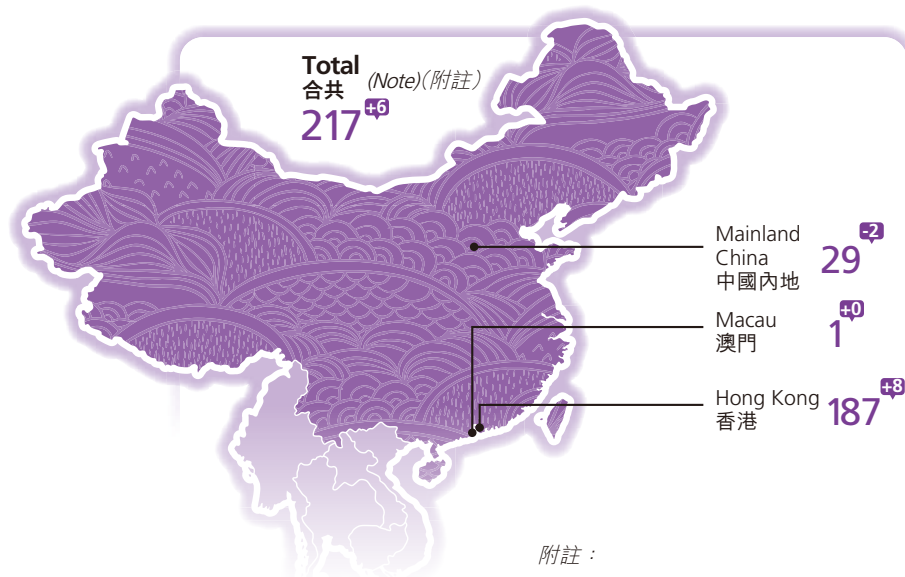 Total
合共
(Note)(附註)
217 +6
Mainland
China
中國內地
29 -2
Macau
澳門
1 +0
Hong Kong
香港
187 +8
附註：